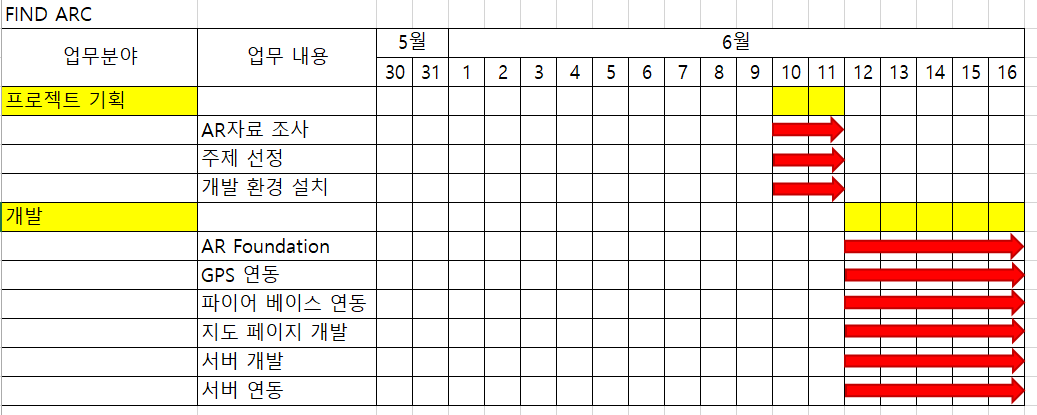 FIND ARC
업무분야 업무 내용 5월 6월
30 31 1 2 3 4 5 6 7 8 9 10 11 12 13 14 15 16
프로젝트 기획
AR자료 조사
주제 선정
개발 환경 설치
개발
AR Foundation
GPS 연동
파이어 베이스 연동
지도 페이지 개발
서버 개발
서버 연동